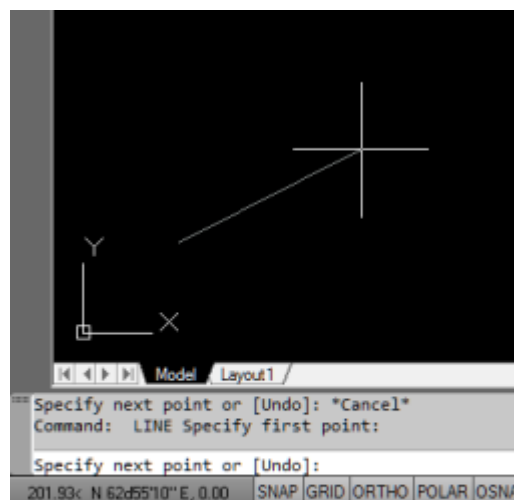 Y
X
Model Layout1
Specify next point or [Undo]: *Cancel*
Command: LINE Specify first point:
Specify next point or [Undo]:
201.93< N 62d55'10" E, 0.00 SNAP GRID ORTHO POLAR OSNA